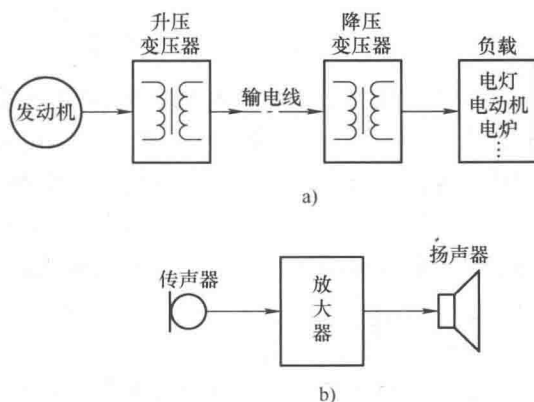 升压
变压器
降压
变压器
负载
发动机
输电线
电灯
电动机
电炉
⋮
a)
传声器
放
大
器
扬声器
b)